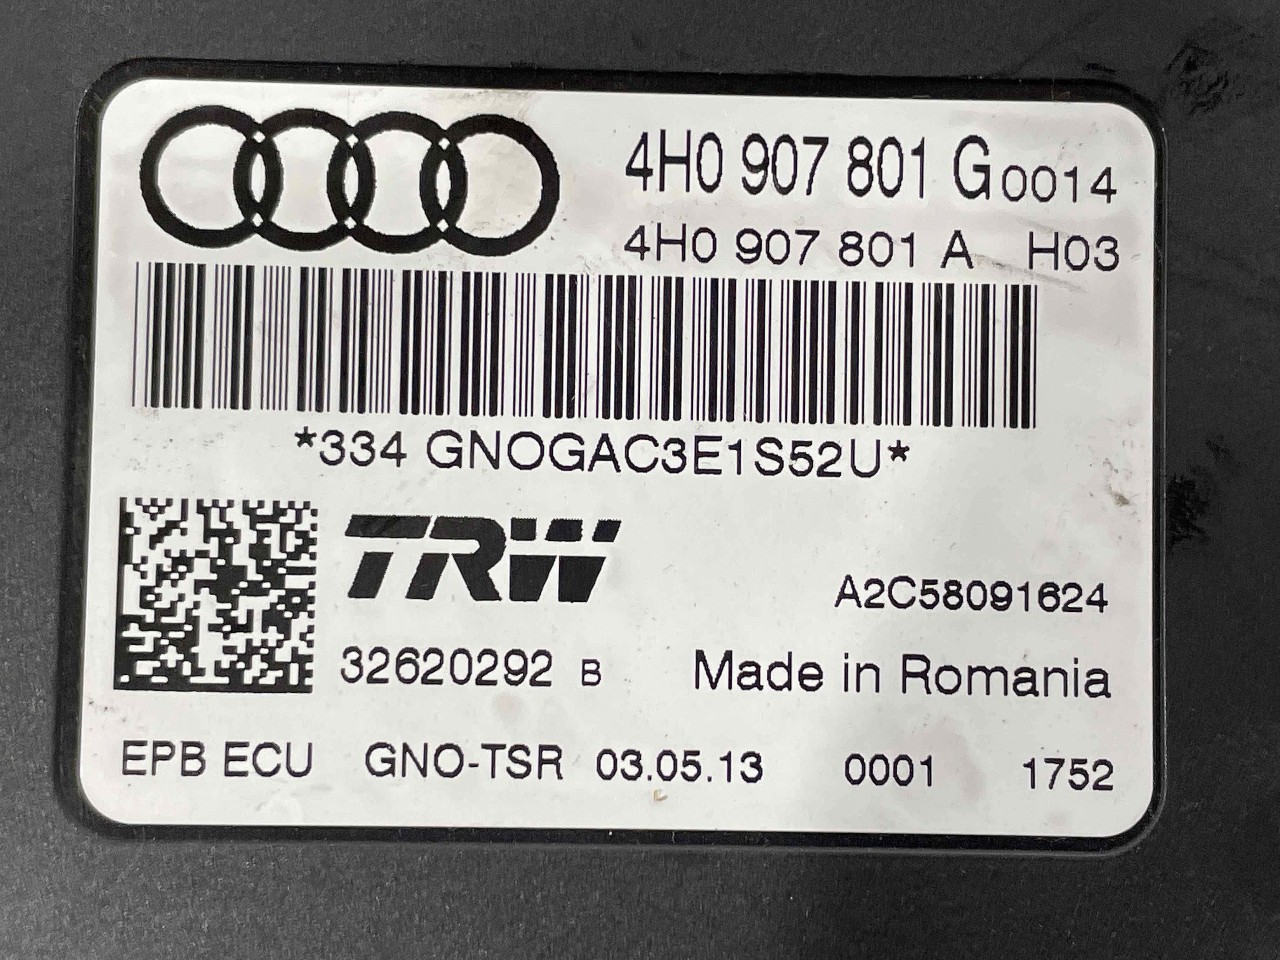 4H0 907 801 G 0014
4H0 907 801 A H03
*334 GNOGAC3E1S52U*
TRW
A2C58091624
32620292 B
Made in Romania
EPB ECU GNO-TSR 03.05.13 0001 1752